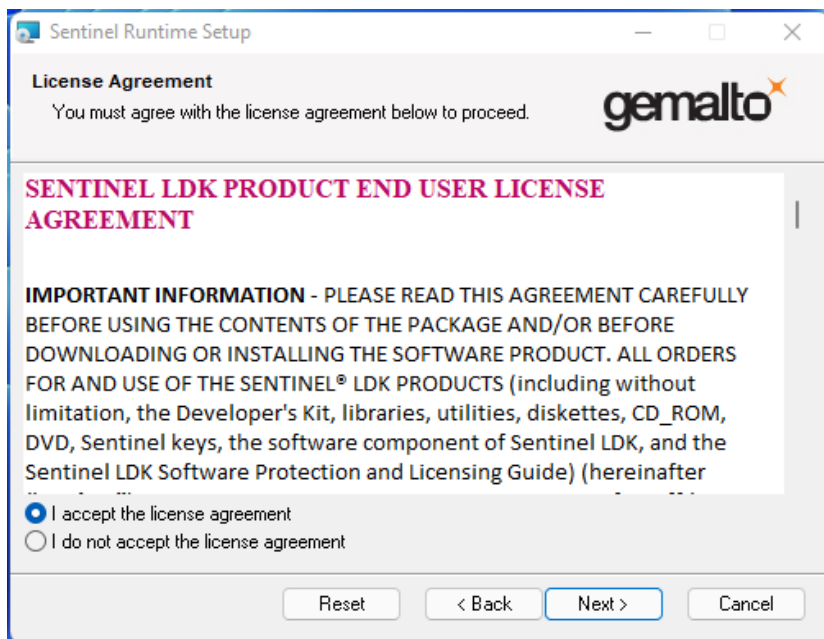 Sentinel Runtime Setup
License Agreement
You must agree with the license agreement below to proceed.
gemalto
SENTINEL LDK PRODUCT END USER LICENSE
AGREEMENT
IMPORTANT INFORMATION - PLEASE READ THIS AGREEMENT CAREFULLY
BEFORE USING THE CONTENTS OF THE PACKAGE AND/OR BEFORE
DOWNLOADING OR INSTALLING THE SOFTWARE PRODUCT. ALL ORDERS
FOR AND USE OF THE SENTINEL® LDK PRODUCTS (including without
limitation, the Developer's Kit, libraries, utilities, diskettes, CD_ROM,
DVD, Sentinel keys, the software component of Sentinel LDK, and the
Sentinel LDK Software Protection and Licensing Guide) (hereinafter
I accept the license agreement
I do not accept the license agreement
Reset
< Back
Next >
Cancel